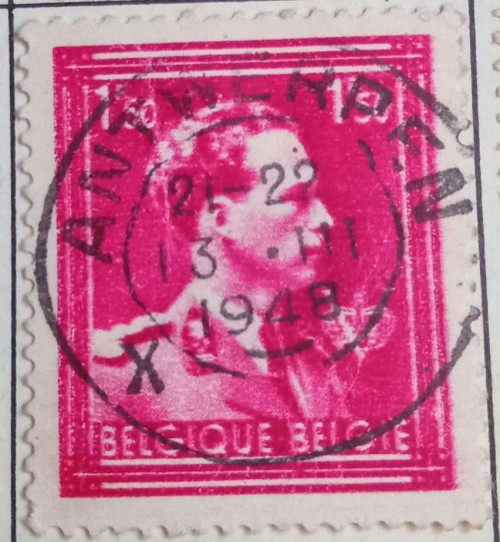 ANTWERPEN
21-22
13 ·III
1948
X
BELGIQUE BELGIE